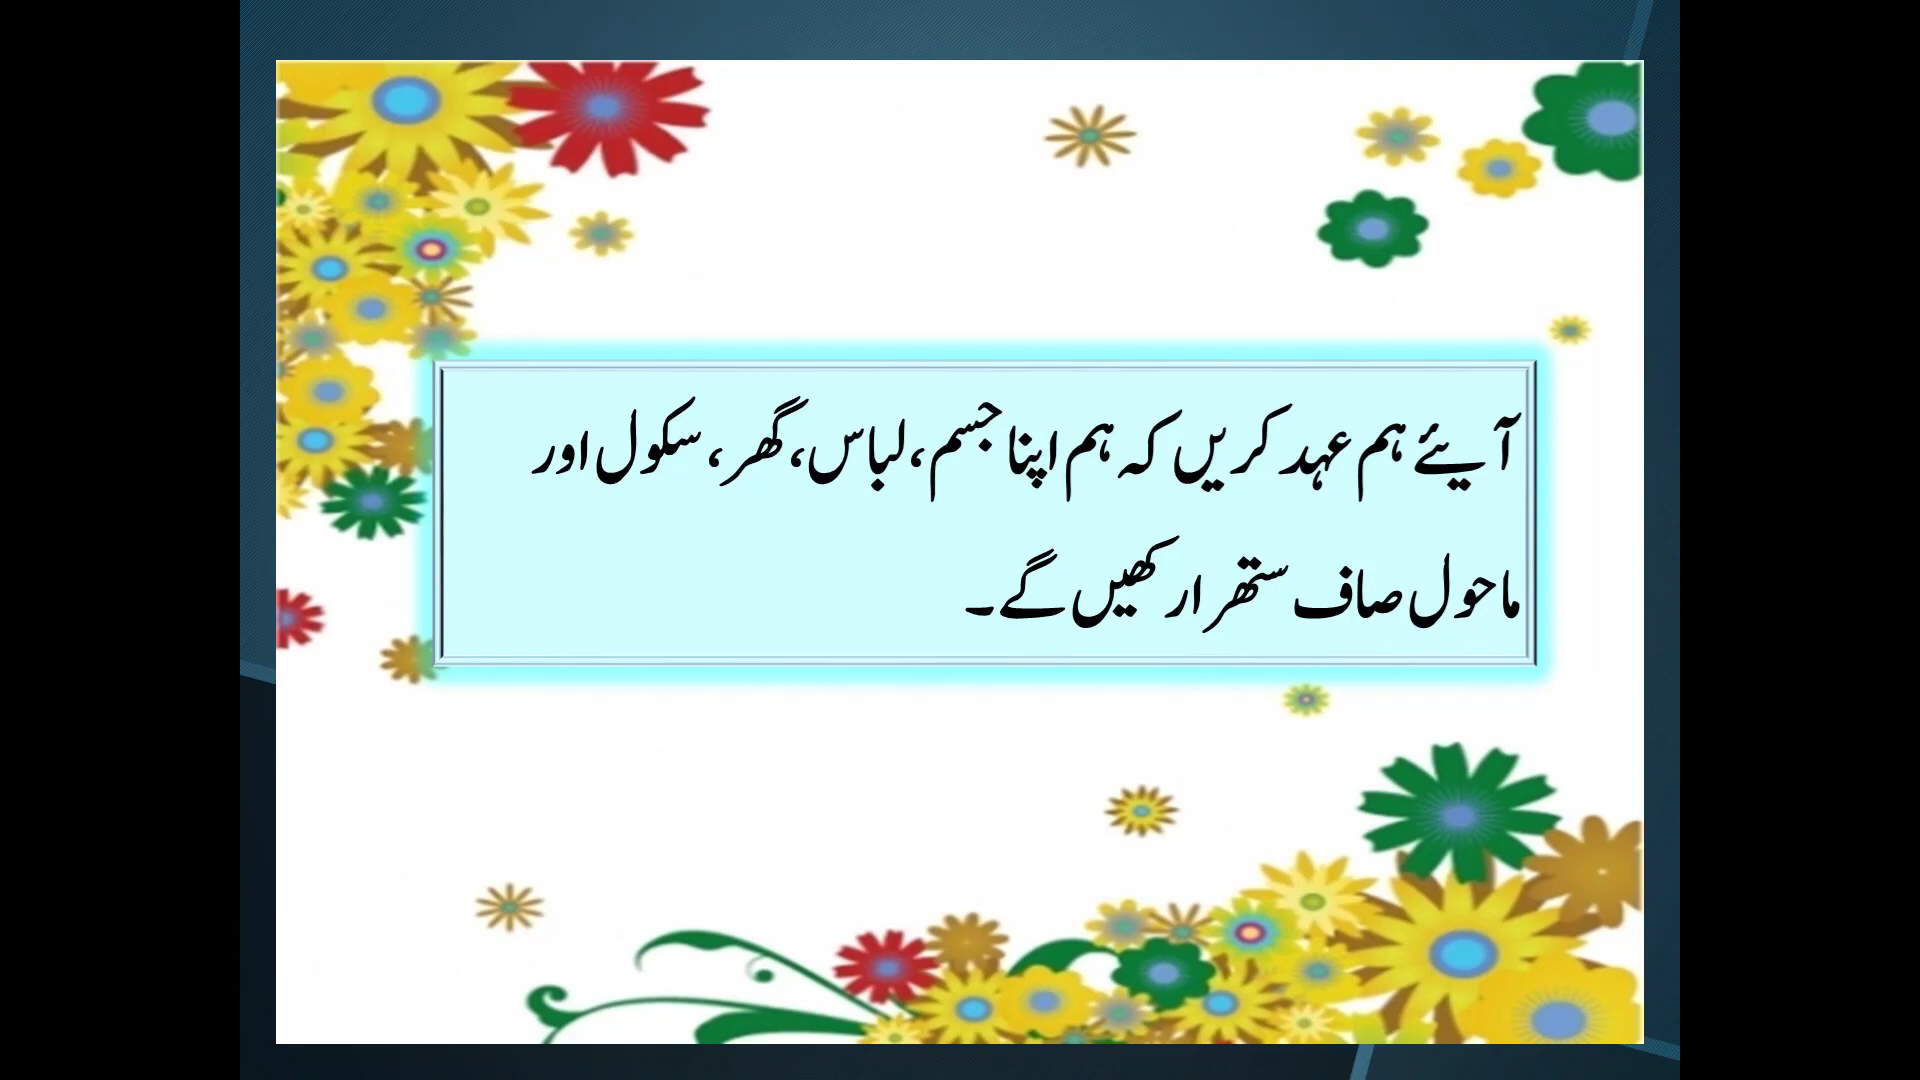 آیئے ہم عہد کریں کہ ہم اپنا جسم، لباس، گھر، سکول اور
ماحول صاف ستھرا رکھیں گے۔